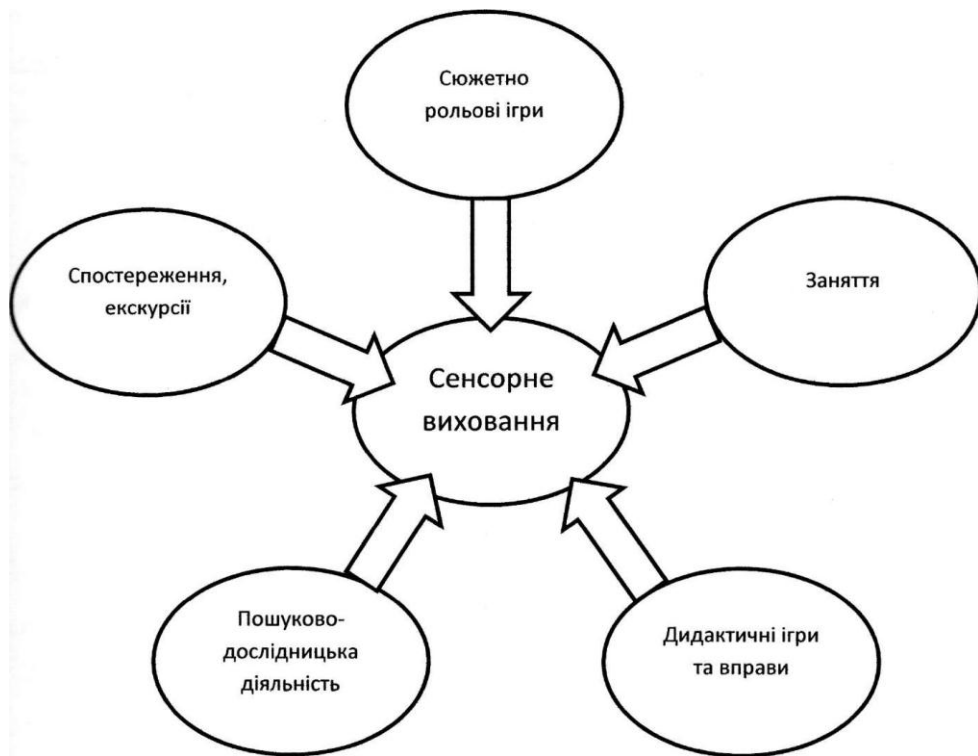 Сюжетно
рольові ігри
Спостереження,
екскурсії
Заняття
Сенсорне
виховання
Пошуково-
дослідницька
діяльність
Дидактичні ігри
та вправи